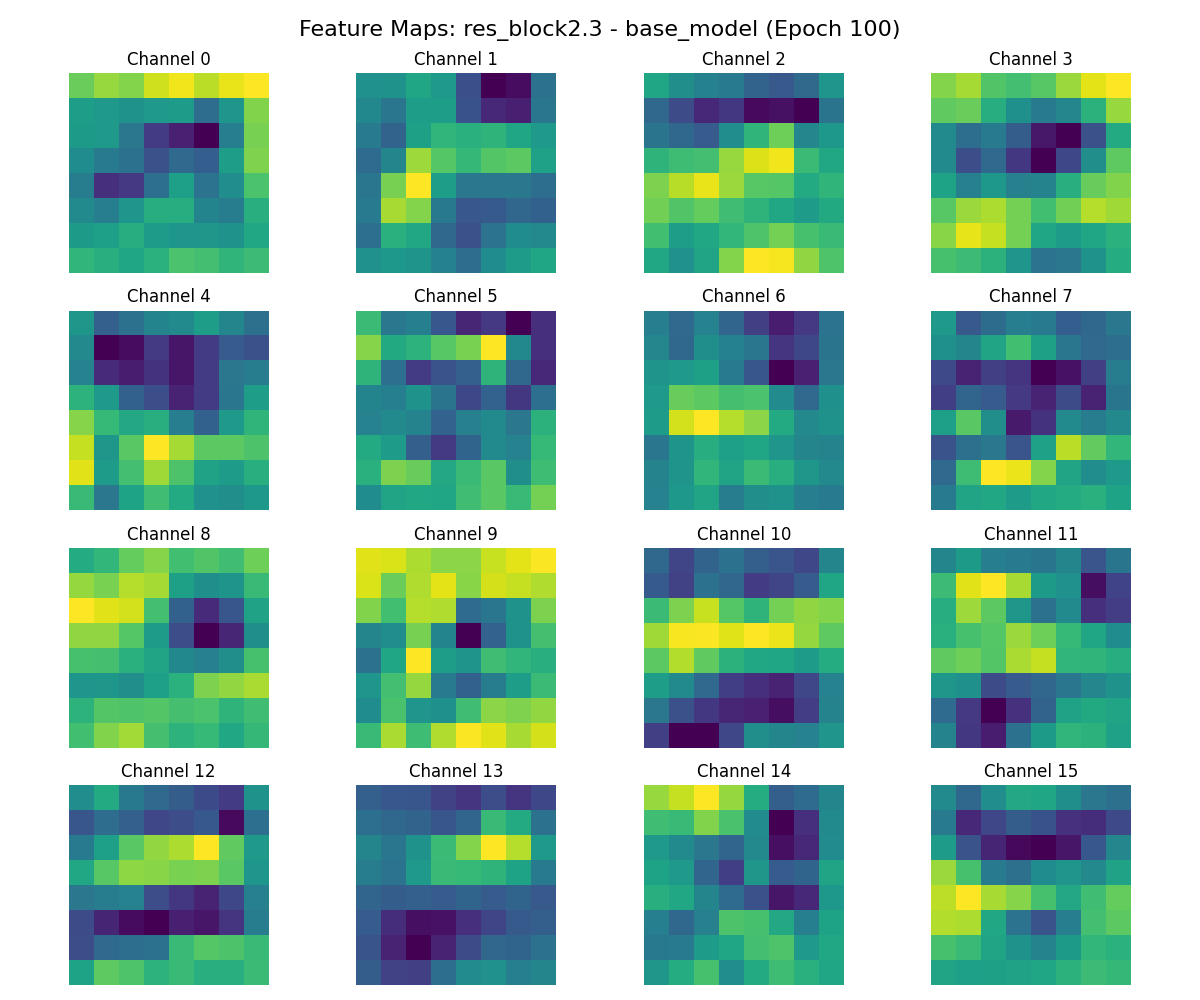 Feature Maps: res_block2.3 - base_model (Epoch 100)
Channel 0
Channel 1
Channel 2
Channel 3
Channel 4
Channel 5
Channel 6
Channel 7
Channel 8
Channel 9
Channel 10
Channel 11
Channel 12
Channel 13
Channel 14
Channel 15